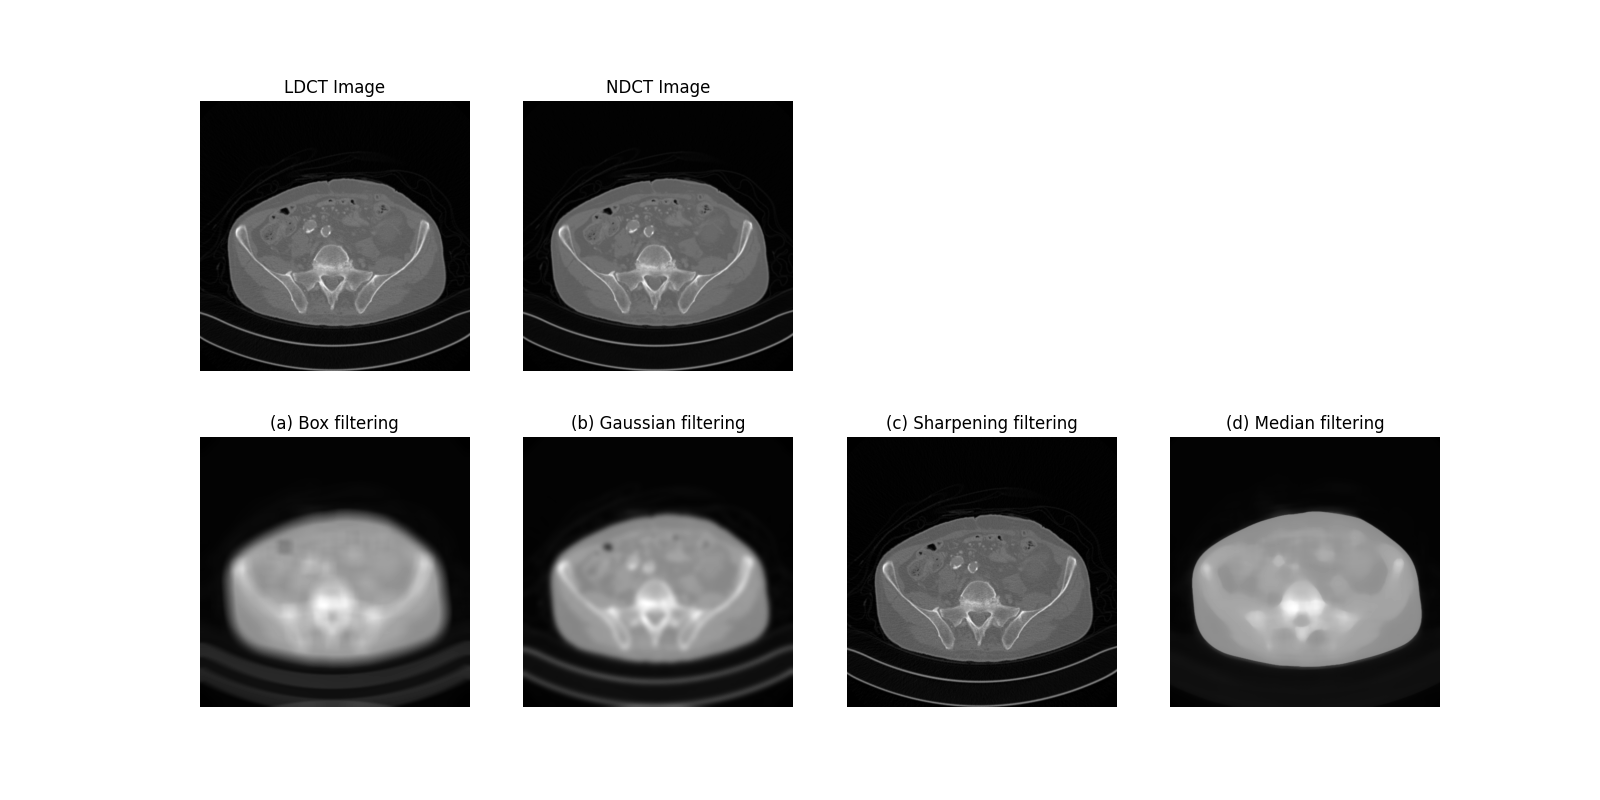 LDCT Image
NDCT Image
(a) Box filtering
(b) Gaussian filtering
(c) Sharpening filtering
(d) Median filtering